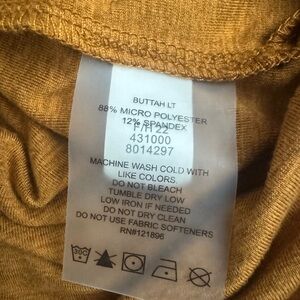 BUTTAH LT
88% MICRO POLYESTER
12% SPANDEX
F/H 22
431000
8014297
MACHINE WASH COLD WITH
LIKE COLORS.
DO NOT BLEACH
TUMBLE DRY LOW
LOW IRON IF NEEDED
DO NOT DRY CLEAN
DO NOT USE FABRIC SOFTENERS
RN#121896